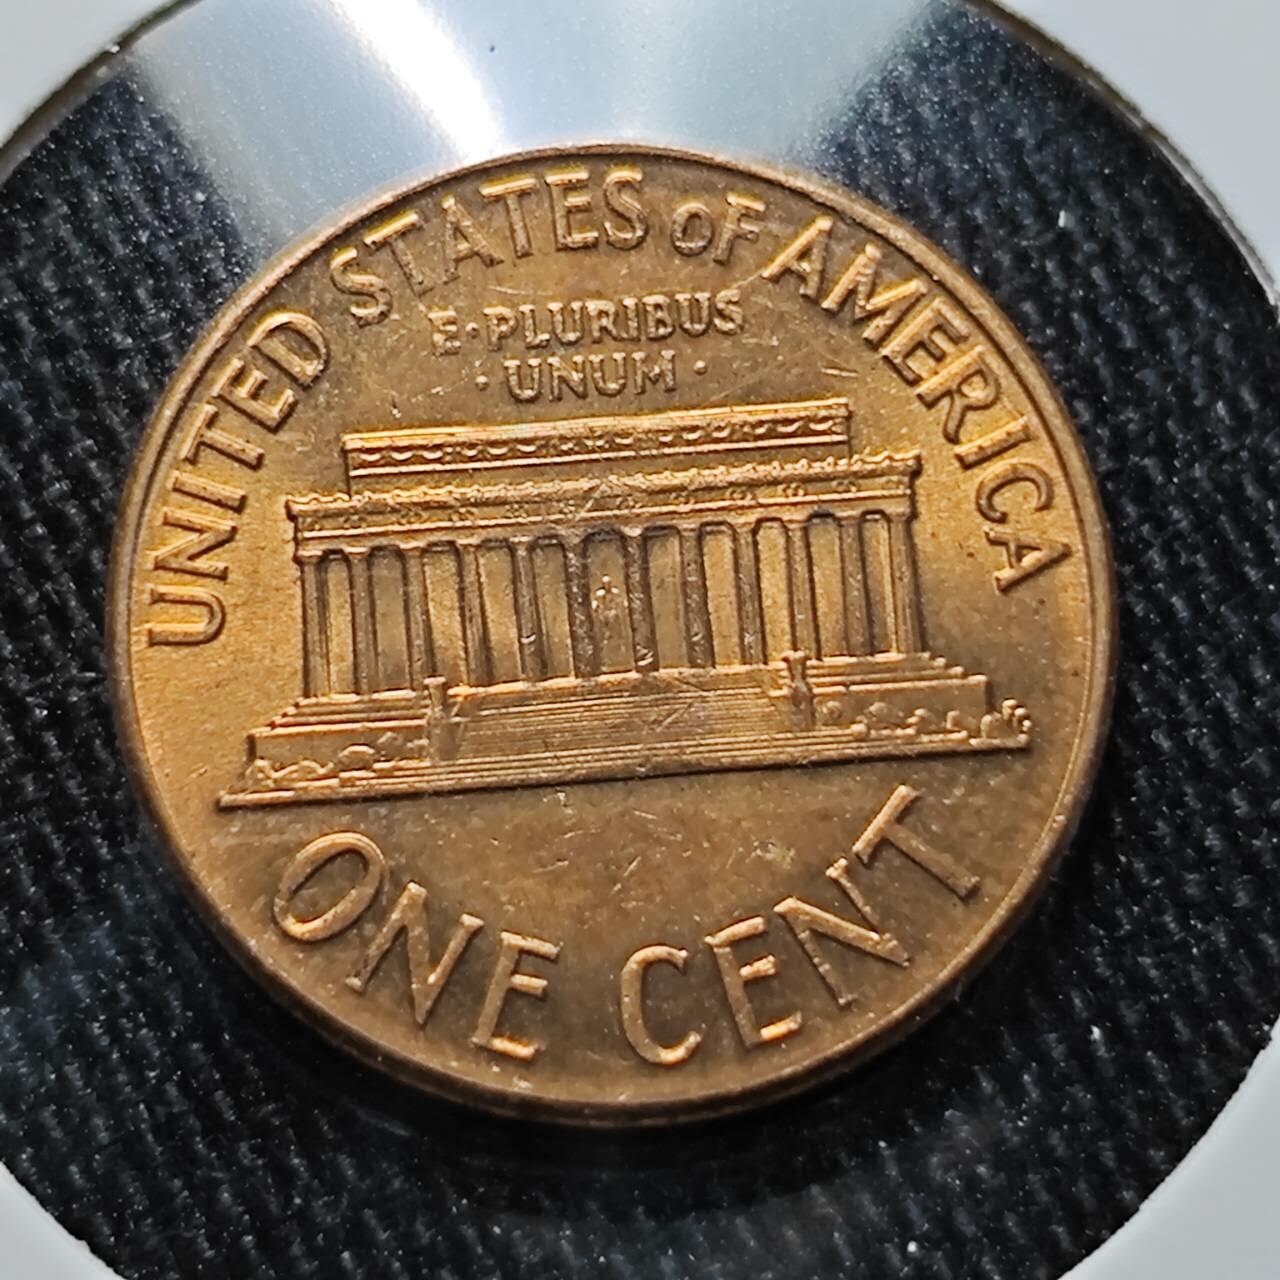 UNITED STATES OF AMERICA
E·PLURIBUS
·UNUM·
ONE CENT